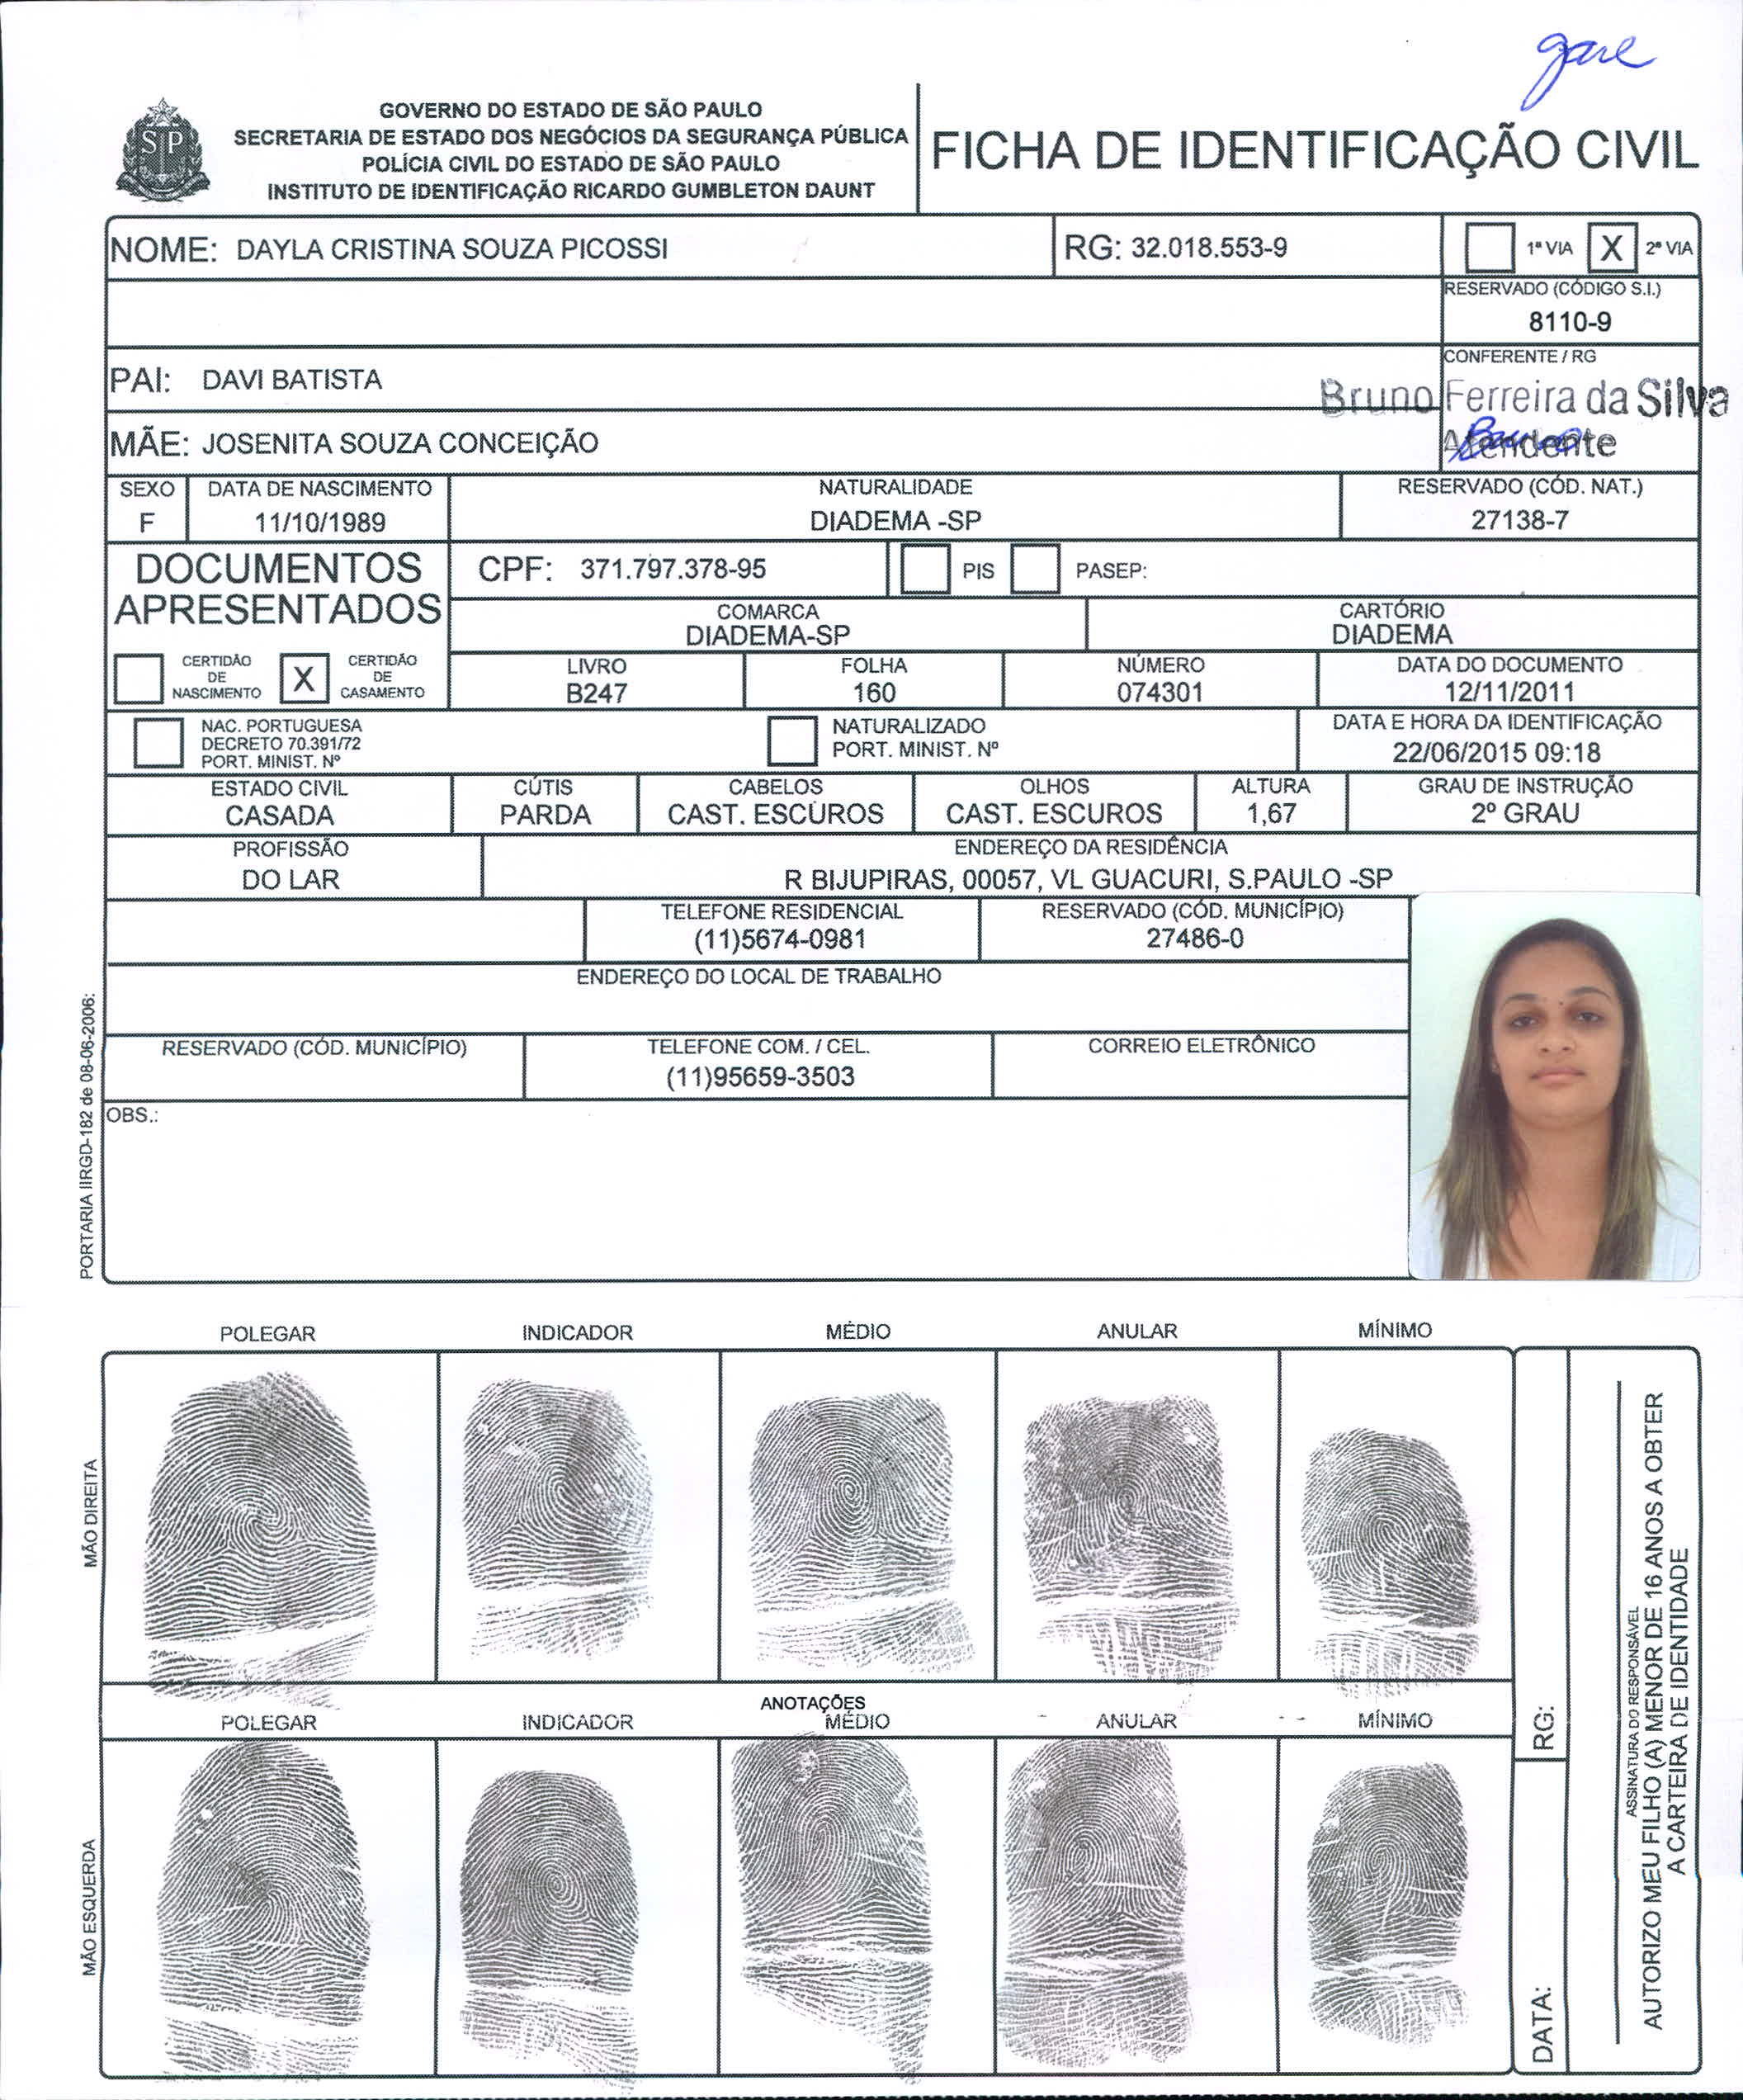 gare
GOVERNO DO ESTADO DE SÃO PAULO
SECRETARIA DE ESTADO DOS NEGÓCIOS DA SEGURANÇA PÚBLICA
POLÍCIA CIVIL DO ESTADO DE SÃO PAULO
INSTITUTO DE IDENTIFICAÇÃO RICARDO GUMBLETON DAUNT
SP
FICHA DE IDENTIFICAÇÃO CIVIL
NOME: DAYLA CRISTINA SOUZA PICOSSI
RG: 32.018.553-9
1ª VIA X 2ª VIA
RESERVADO (CÓDIGO S.I.)
8110-9
PAI: DAVI BATISTA
CONFERENTE / RG
Bruno Ferreira da Silva
Atendente
MÃE: JOSENITA SOUZA CONCEIÇÃO
SEXO
F
DATA DE NASCIMENTO
11/10/1989
NATURALIDADE
DIADEMA -SP
RESERVADO (CÓD. NAT.)
27138-7
DOCUMENTOS
APRESENTADOS
CPF: 371.797.378-95
PIS
PASEP:
COMARCA
DIADEMA-SP
CARTÓRIO
DIADEMA
CERTIDÃO
DE
NASCIMENTO
X
CERTIDÃO
DE
CASAMENTO
LIVRO
B247
FOLHA
160
NÚMERO
074301
DATA DO DOCUMENTO
12/11/2011
NAC. PORTUGUESA
DECRETO 70.391/72
PORT. MINIST. Nº
NATURALIZADO
PORT. MINIST. Nº
DATA E HORA DA IDENTIFICAÇÃO
22/06/2015 09:18
ESTADO CIVIL
CASADA
CÚTIS
PARDA
CABELOS
CAST. ESCUROS
OLHOS
CAST. ESCUROS
ALTURA
1,67
GRAU DE INSTRUÇÃO
2º GRAU
PROFISSÃO
DO LAR
ENDEREÇO DA RESIDÊNCIA
R BIJUPIRAS, 00057, VL GUACURI, S.PAULO -SP
TELEFONE RESIDENCIAL
(11)5674-0981
RESERVADO (CÓD. MUNICÍPIO)
27486-0
ENDEREÇO DO LOCAL DE TRABALHO
RESERVADO (CÓD. MUNICÍPIO)
TELEFONE COM. / CEL.
(11)95659-3503
CORREIO ELETRÔNICO
OBS.:
PORTARIA IIRGD-182 de 08-06-2006:
POLEGAR INDICADOR MÉDIO ANULAR MÍNIMO
MÃO DIREITA
ANOTAÇÕES
POLEGAR INDICADOR MÉDIO ANULAR MÍNIMO
MÃO ESQUERDA
RG:
DATA:
ASSINATURA DO RESPONSÁVEL
AUTORIZO MEU FILHO (A) MENOR DE 16 ANOS A OBTER
A CARTEIRA DE IDENTIDADE